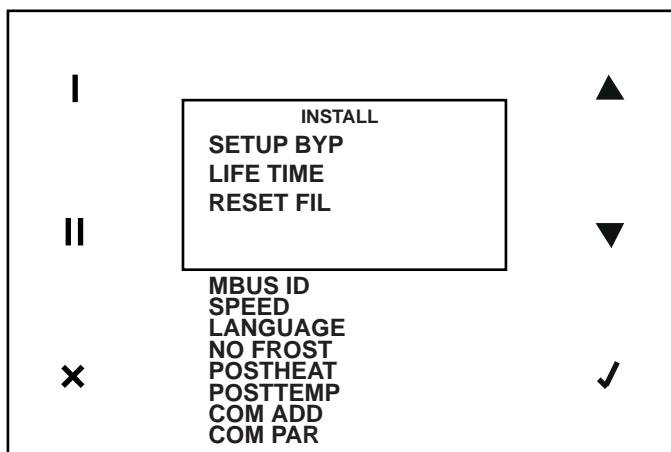 I
INSTALL
SETUP BYP
LIFE TIME
RESET FIL
II
MBUS ID
SPEED
LANGUAGE
NO FROST
POSTHEAT
POSTTEMP
COM ADD
COM PAR